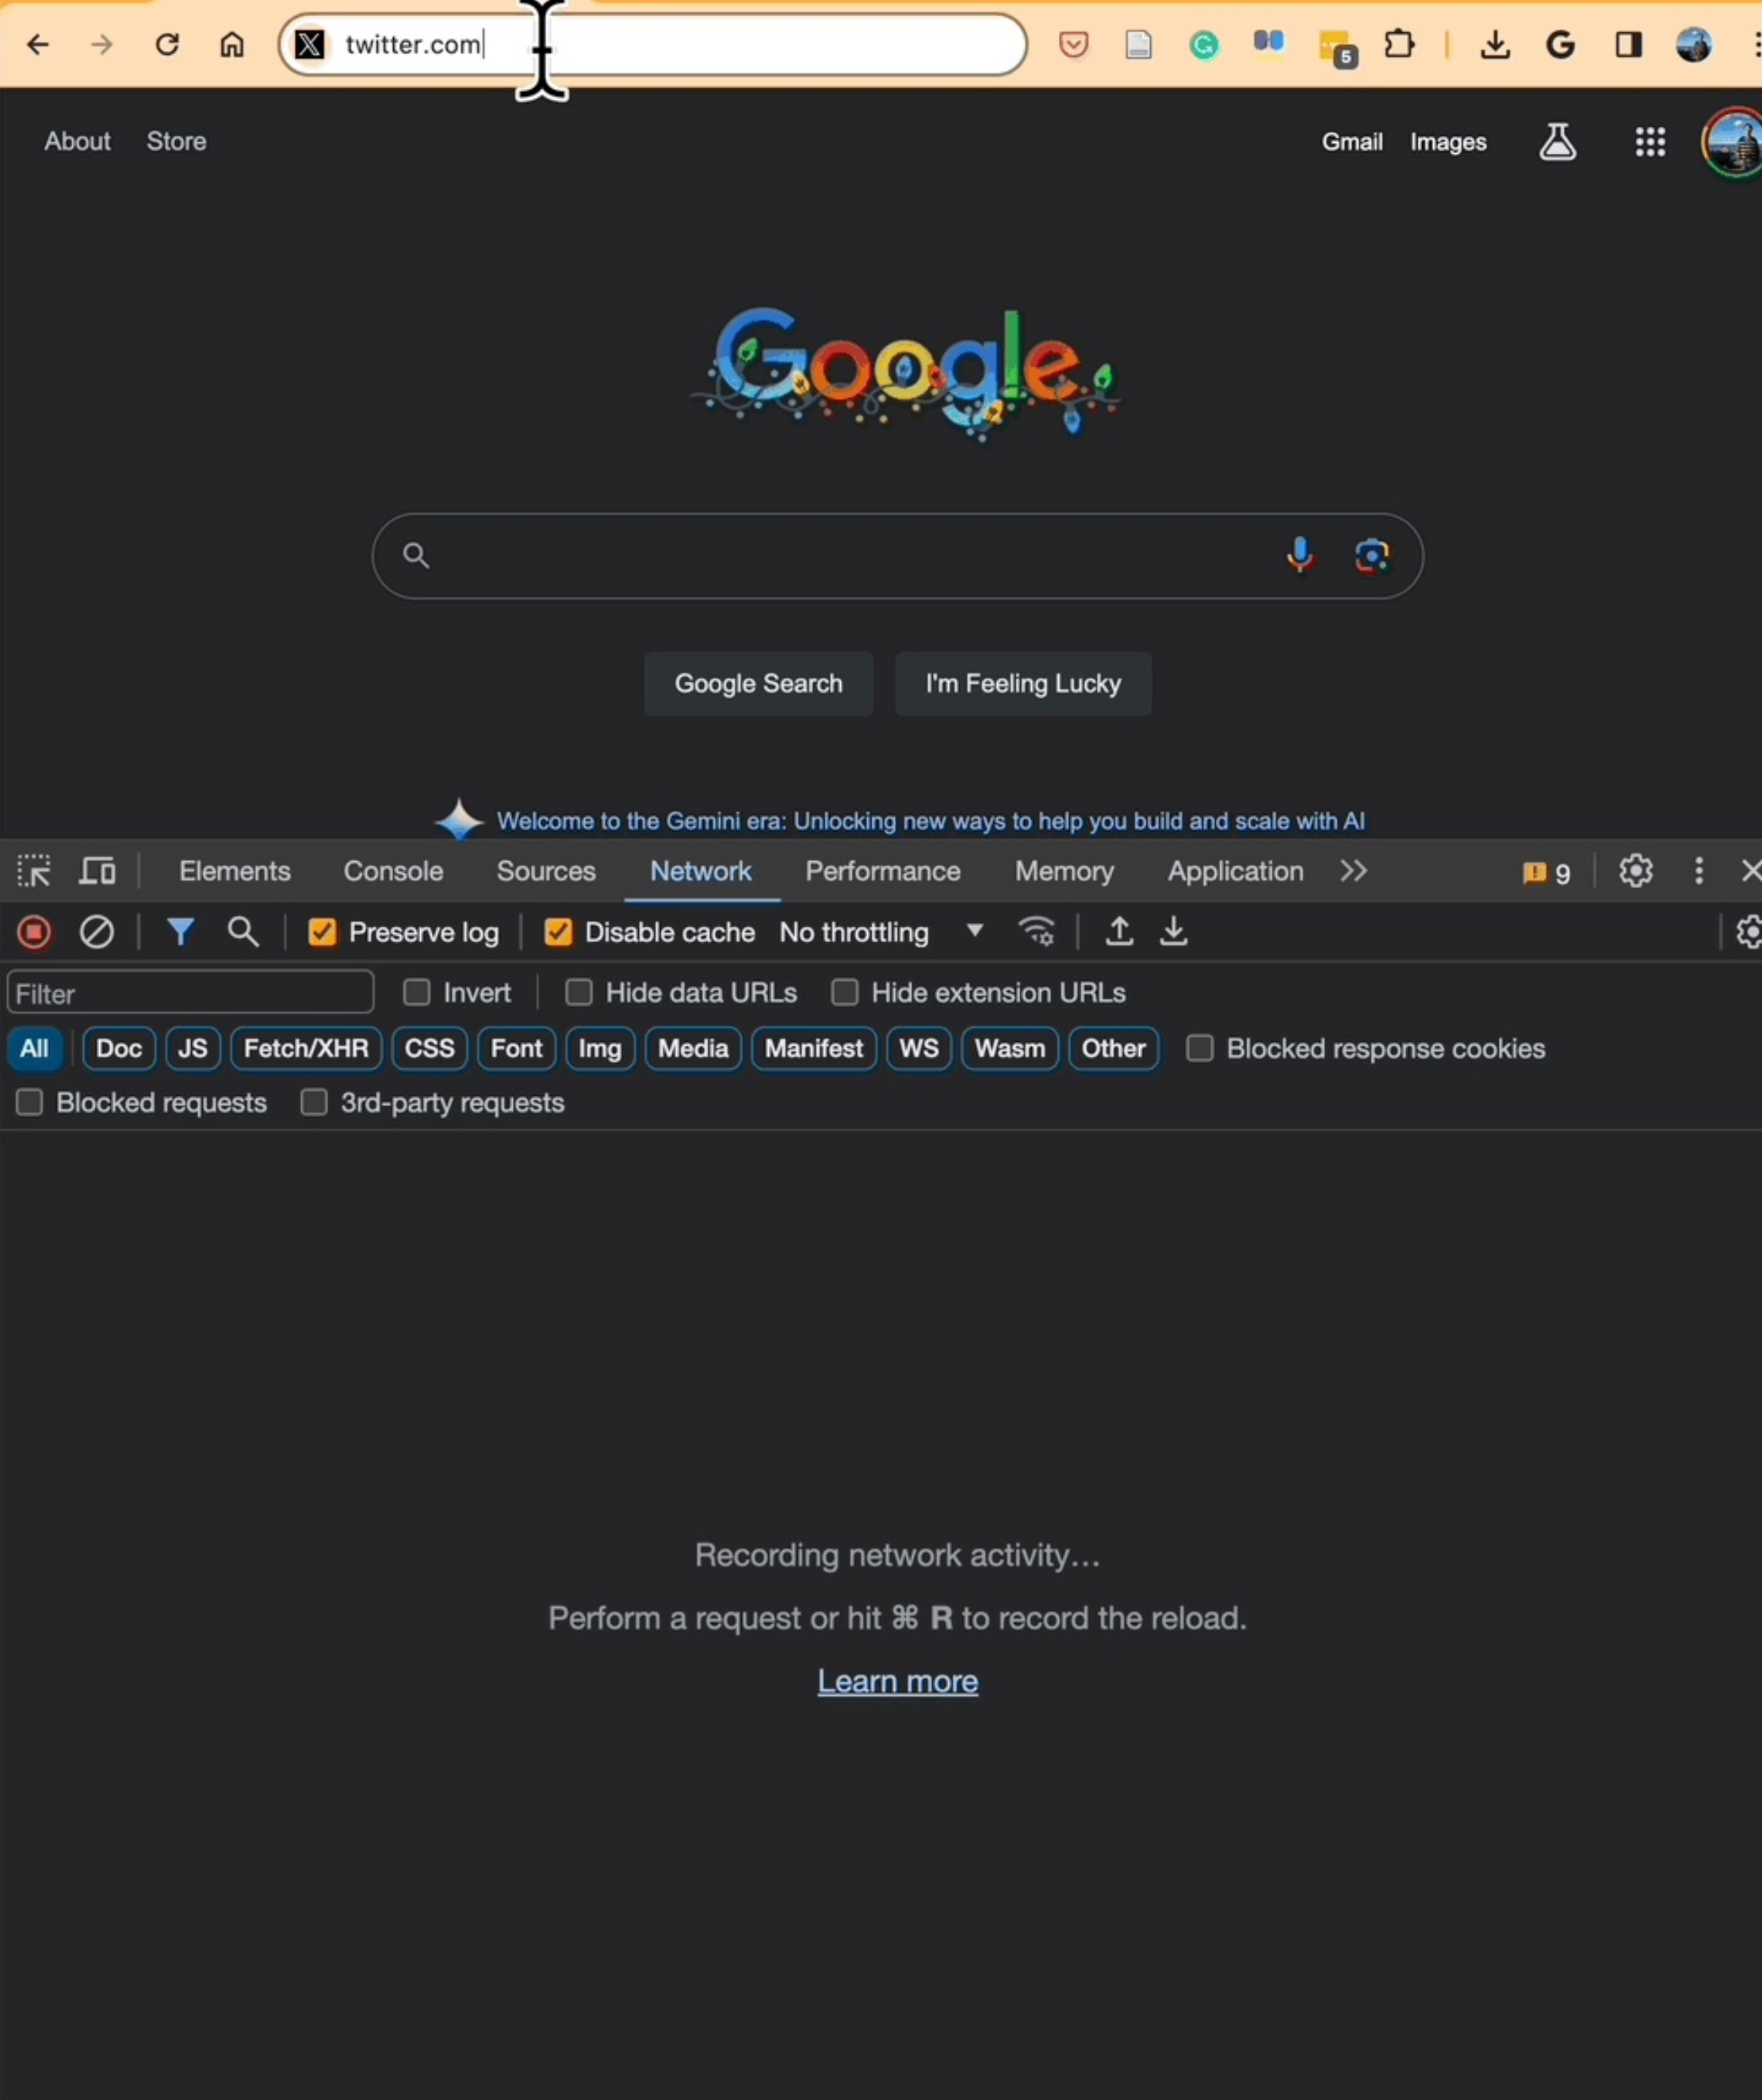 twitter.com
5
About Store Gmail Images
Google
Google Search I'm Feeling Lucky
Welcome to the Gemini era: Unlocking new ways to help you build and scale with AI
Elements Console Sources Network Performance Memory Application 9
Preserve log Disable cache No throttling
Filter Invert Hide data URLs Hide extension URLs
All Doc JS Fetch/XHR CSS Font Img Media Manifest WS Wasm Other Blocked response cookies
Blocked requests 3rd-party requests
Recording network activity…
Perform a request or hit ⌘ R to record the reload.
Learn more